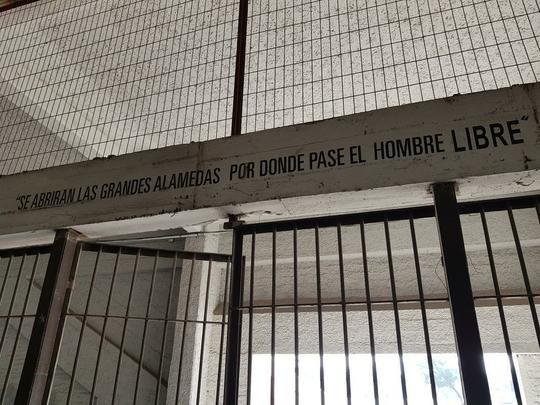 "SE ABRIRAN LAS GRANDES ALAMEDAS POR DONDE PASE EL HOMBRE LIBRE"